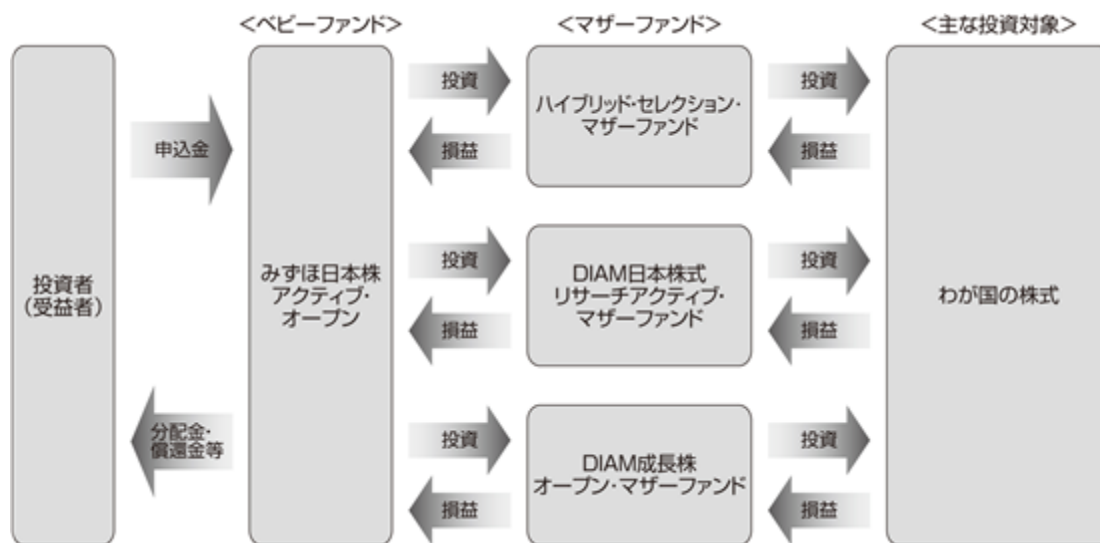 <ベビーファンド>
<マザーファンド>
<主な投資対象>
投資者
(受益者)
申込金
分配金・
償還金等
みずほ日本株
アクティブ・
オープン
投資
損益
ハイブリッド・セレクション・
マザーファンド
投資
損益
投資
損益
DIAM日本株式
リサーチアクティブ・
マザーファンド
投資
損益
投資
損益
DIAM成長株
オープン・マザーファンド
投資
損益
わが国の株式